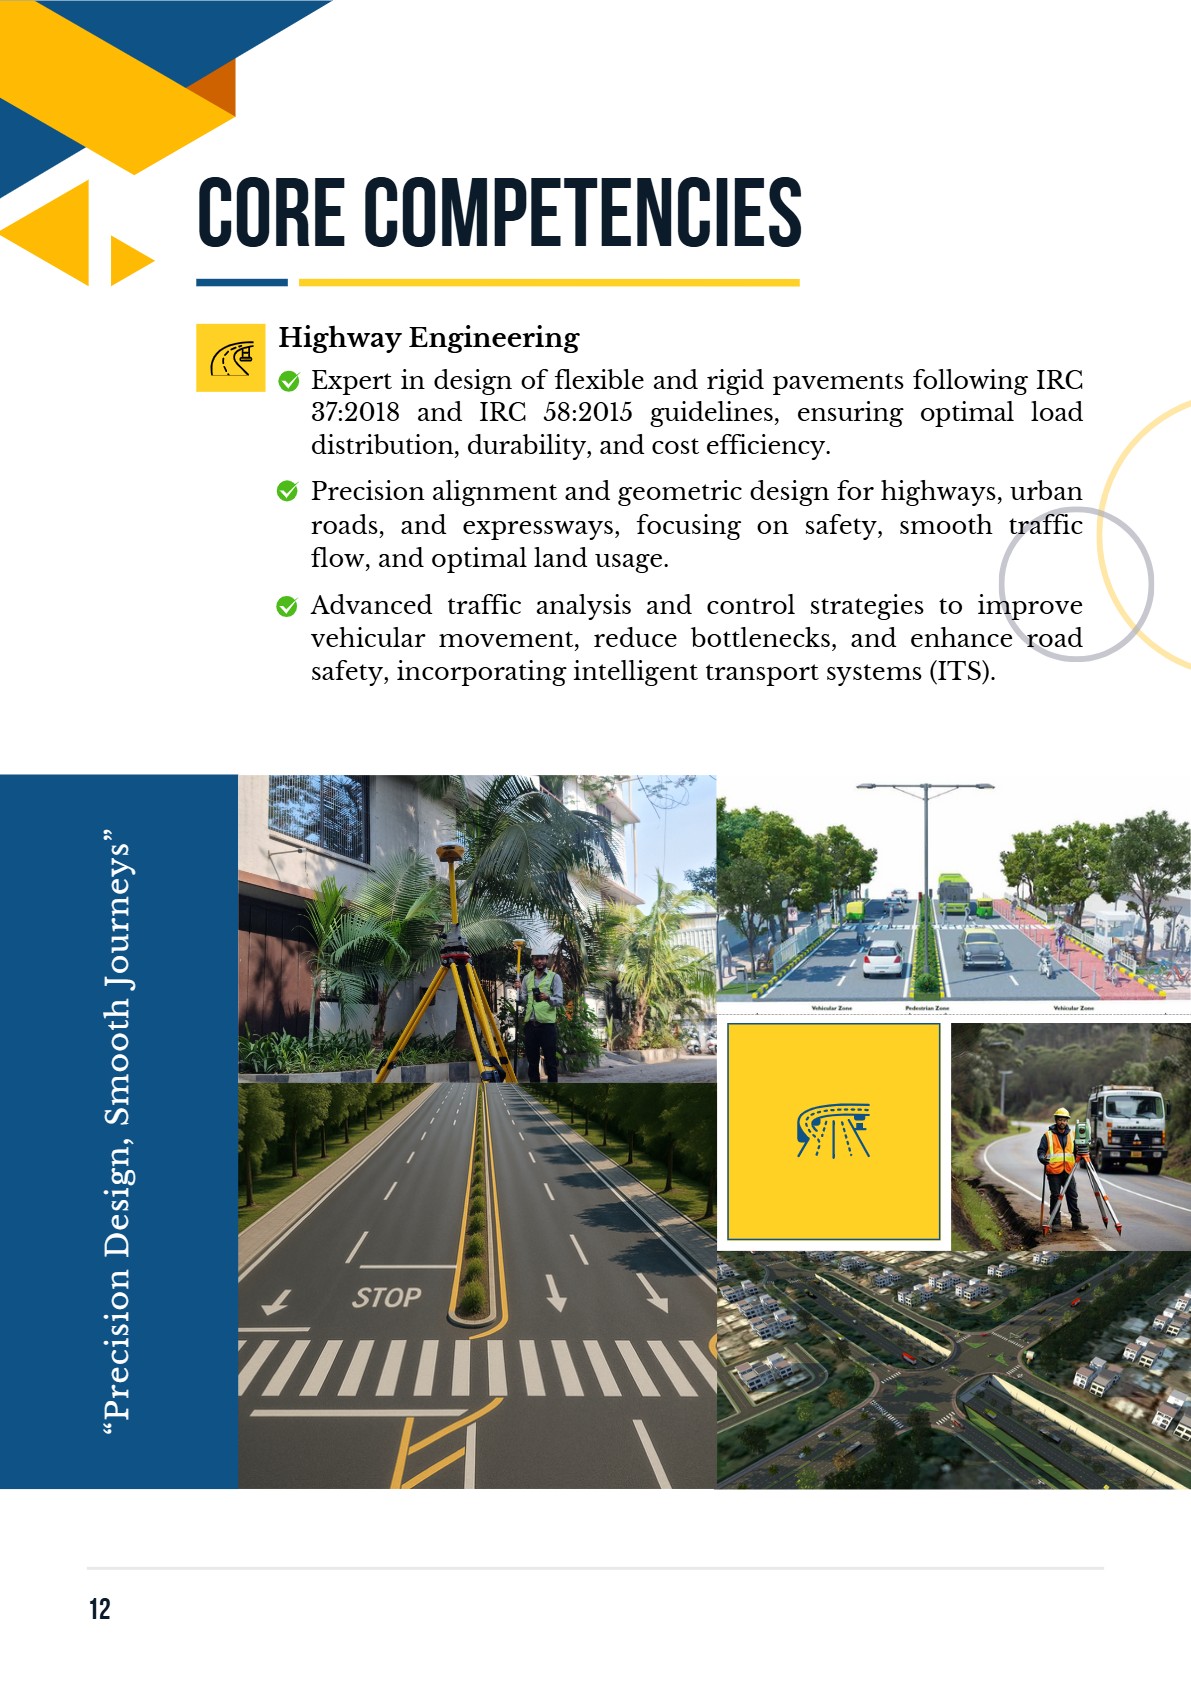 CORE COMPETENCIES
Highway Engineering
Expert in design of flexible and rigid pavements following IRC
37:2018 and IRC 58:2015 guidelines, ensuring optimal load
distribution, durability, and cost efficiency.
Precision alignment and geometric design for highways, urban
roads, and expressways, focusing on safety, smooth traffic
flow, and optimal land usage.
Advanced traffic analysis and control strategies to improve
vehicular movement, reduce bottlenecks, and enhance road
safety, incorporating intelligent transport systems (ITS).
“Precision Design, Smooth Journeys”
Vehicular Zone Pedestrian Zone Vehicular Zone
STOP
12